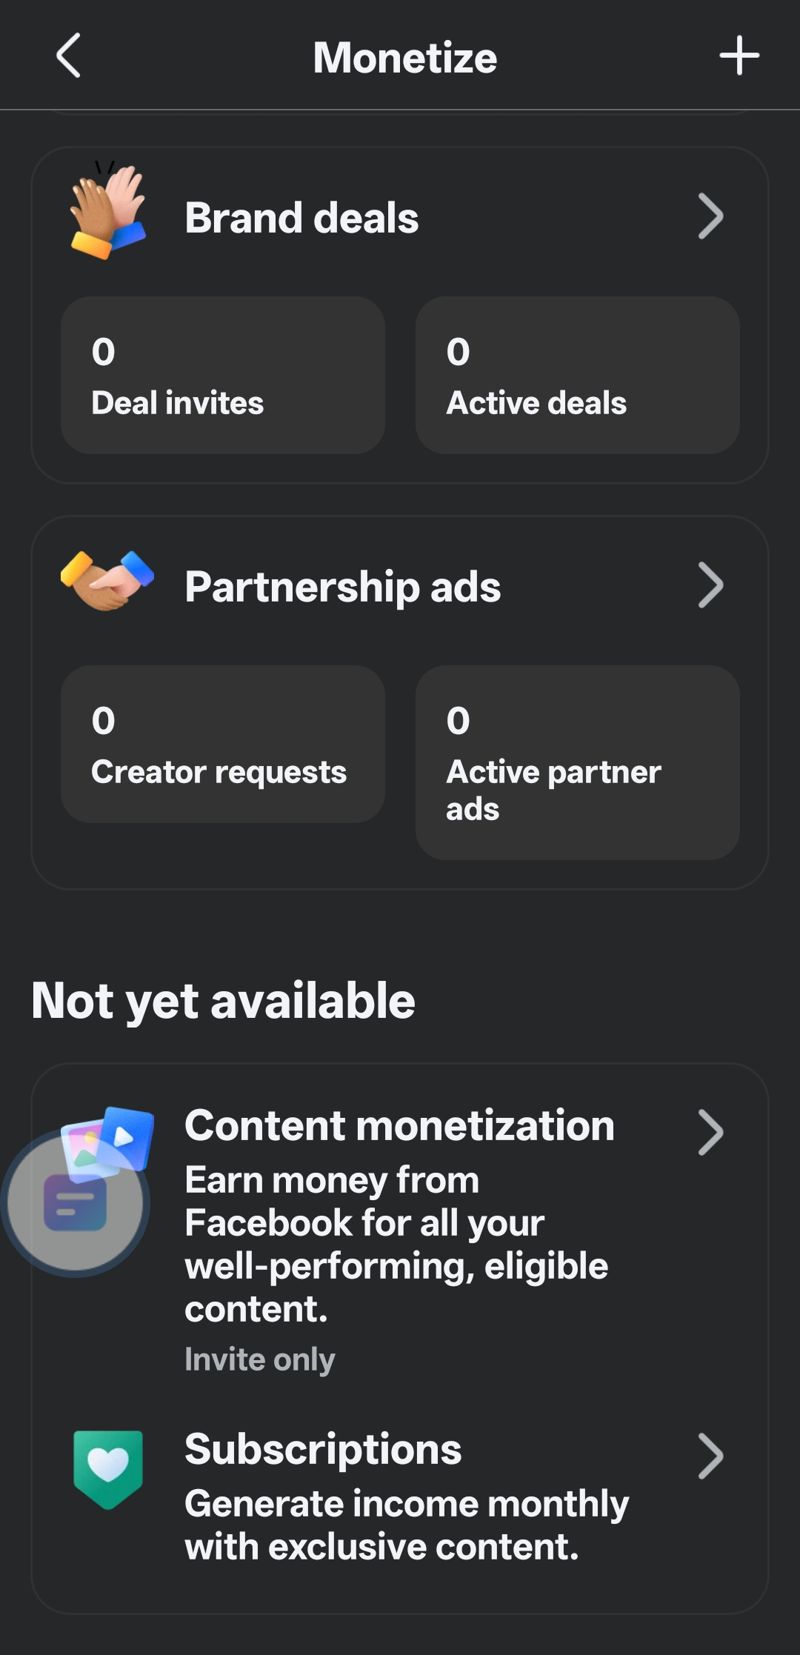 Monetize
Brand deals
0
Deal invites
0
Active deals
Partnership ads
0
Creator requests
0
Active partner
ads
Not yet available
Content monetization
Earn money from
Facebook for all your
well-performing, eligible
content.
Invite only
Subscriptions
Generate income monthly
with exclusive content.